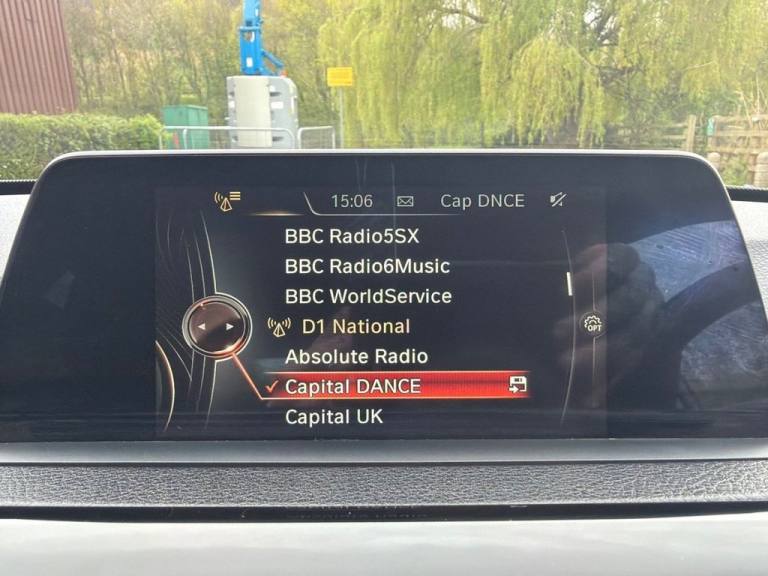 15:06 Cap DNCE
BBC Radio5SX
BBC Radio6Music
BBC WorldService
D1 National
OPT
Absolute Radio
Capital DANCE
Capital UK